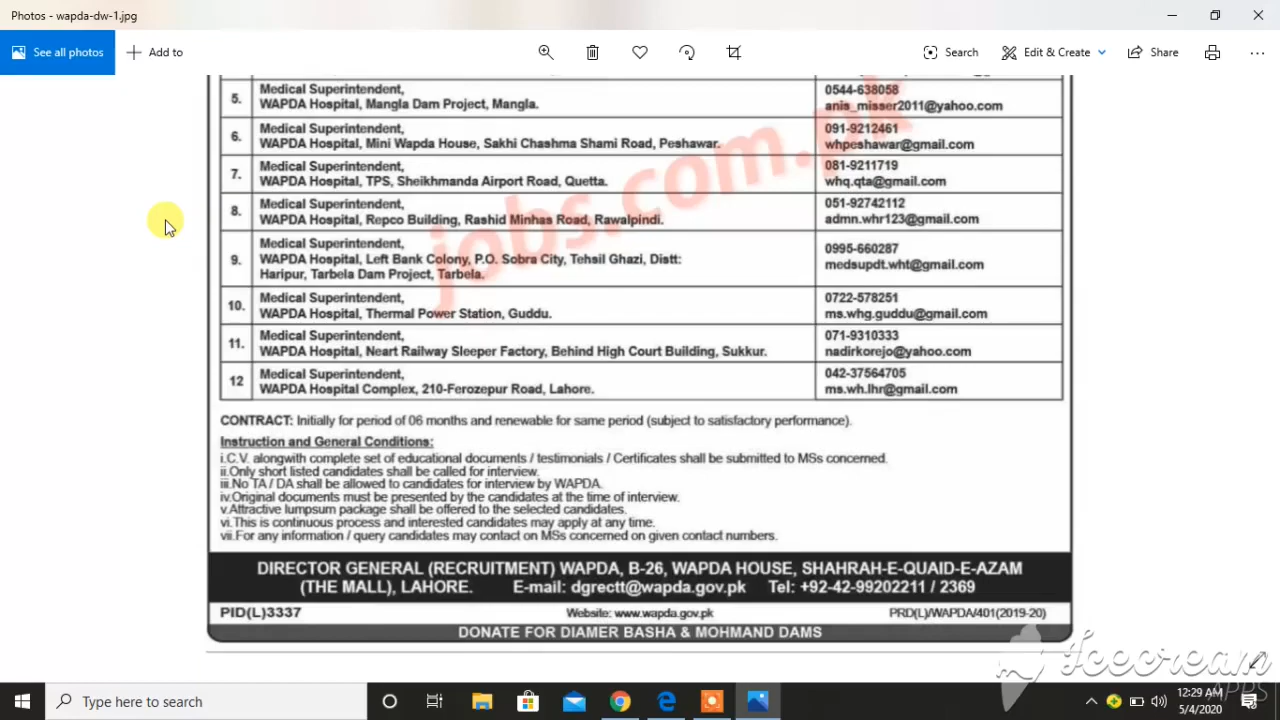 Photos - wapda-dw-1.jpg
See all photos
Add to
Search
Edit & Create
Share
5.
Medical Superintendent,
WAPDA Hospital, Mangla Dam Project, Mangla.
0544-638058
anis_misser2011@yahoo.com
6.
Medical Superintendent,
WAPDA Hospital, Mini Wapda House, Sakhi Chashma Shami Road, Peshawar.
091-9212461
whpeshawar@gmail.com
7.
Medical Superintendent,
WAPDA Hospital, TPS, Sheikhmanda Airport Road, Quetta.
081-9211719
whq.qta@gmail.com
8.
Medical Superintendent,
WAPDA Hospital, Repco Building, Rashid Minhas Road, Rawalpindi.
051-92742112
admn.whr123@gmail.com
9.
Medical Superintendent,
WAPDA Hospital, Left Bank Colony, P.O. Sobra City, Tehsil Ghazi, Distt:
Haripur, Tarbela Dam Project, Tarbela.
0995-660287
medsupdt.wht@gmail.com
10.
Medical Superintendent,
WAPDA Hospital, Thermal Power Station, Guddu.
0722-578251
ms.whg.guddu@gmail.com
11.
Medical Superintendent,
WAPDA Hospital, Neart Railway Sleeper Factory, Behind High Court Building, Sukkur.
071-9310333
nadirkorejo@yahoo.com
12
Medical Superintendent,
WAPDA Hospital Complex, 210-Ferozepur Road, Lahore.
042-37564705
ms.wh.lhr@gmail.com
jobs.com.pk
CONTRACT: Initially for period of 06 months and renewable for same period (subject to satisfactory performance).
Instruction and General Conditions:
i.C.V. alongwith complete set of educational documents / testimonials / Certificates shall be submitted to MSs concerned.
ii.Only short listed candidates shall be called for interview.
iii.No TA / DA shall be allowed to candidates for interview by WAPDA.
iv.Original documents must be presented by the candidates at the time of interview.
v.Attractive lumpsum package shall be offered to the selected candidates.
vi.This is continuous process and interested candidates may apply at any time.
vii.For any information / query candidates may contact on MSs concerned on given contact numbers.
DIRECTOR GENERAL (RECRUITMENT) WAPDA, B-26, WAPDA HOUSE, SHAHRAH-E-QUAID-E-AZAM
(THE MALL), LAHORE. E-mail: dgrectt@wapda.gov.pk Tel: +92-42-99202211 / 2369
PID(L)3337 Website: www.wapda.gov.pk PRD(L)/WAPDA/401(2019-20)
DONATE FOR DIAMER BASHA & MOHMAND DAMS
Icecream
APPS
Type here to search
12:29 AM
5/4/2020